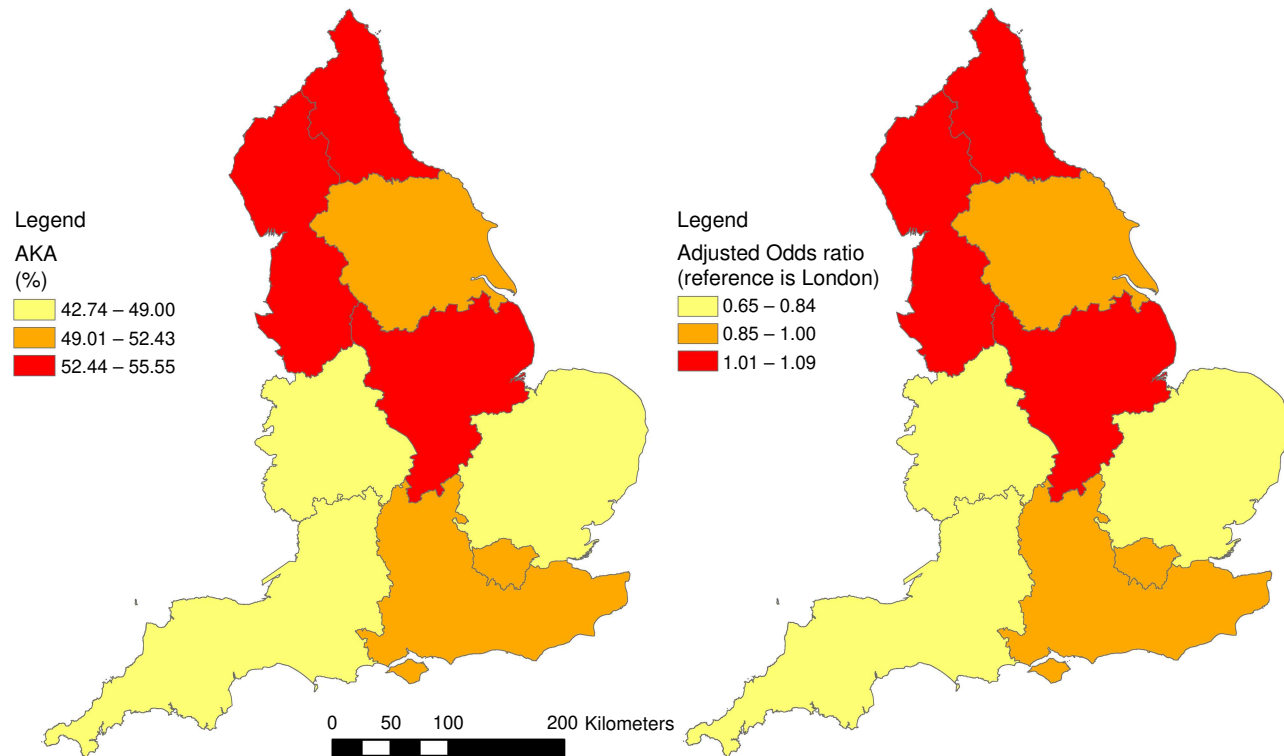 Legend
AKA
(%)
42.74 – 49.00
49.01 – 52.43
52.44 – 55.55
Legend
Adjusted Odds ratio
(reference is London)
0.65 – 0.84
0.85 – 1.00
1.01 – 1.09
0 50 100 200 Kilometers